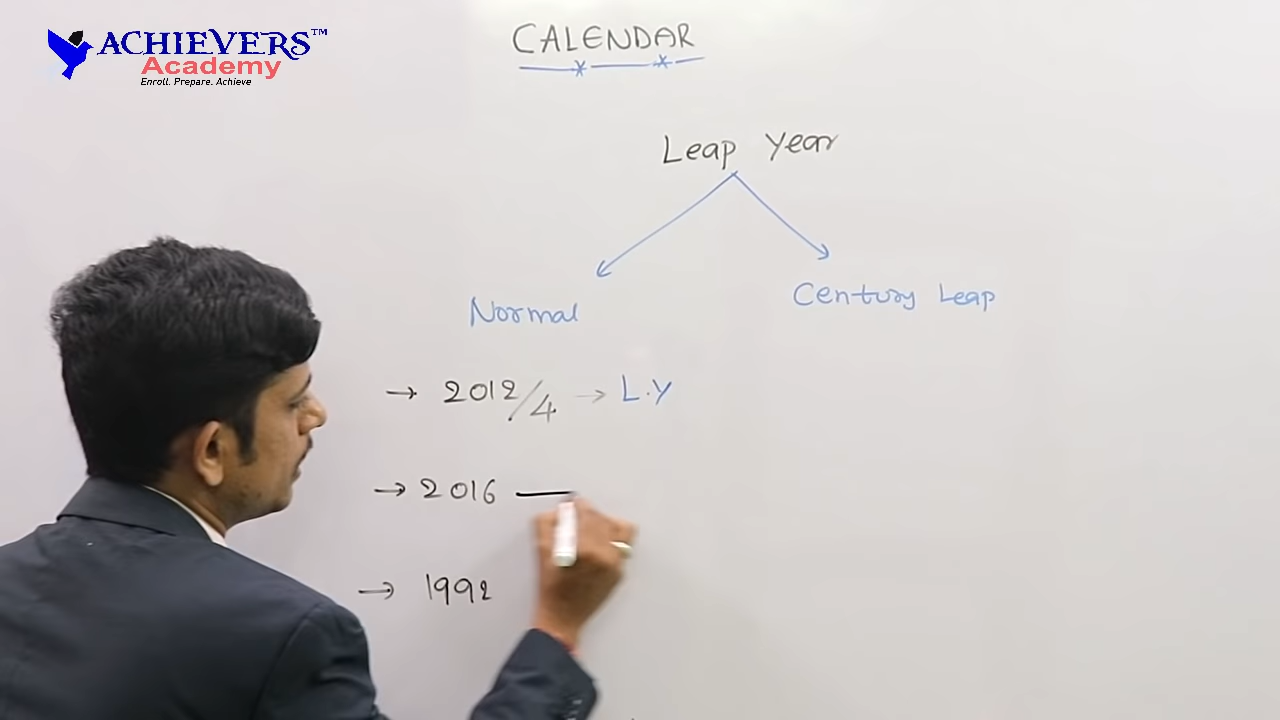 ACHIEVERS™
Academy
Enroll. Prepare. Achieve
CALENDAR
Leap Year
Normal
Century Leap
→ 2012/4 → L.Y
→ 2016 —
→ 1992